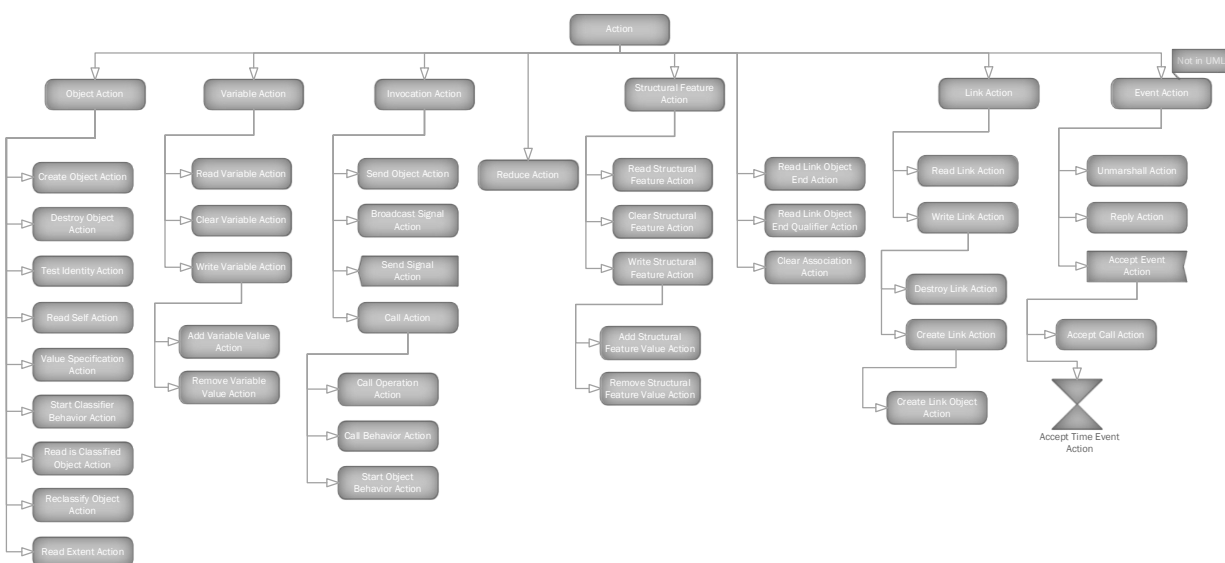 Action
Not in UML
Object Action
Variable Action
Invocation Action
Structural Feature
Action
Link Action
Event Action
Create Object Action
Destroy Object
Action
Test Identity Action
Read Self Action
Value Specification
Action
Start Classifier
Behavior Action
Read is Classified
Object Action
Reclassify Object
Action
Read Extent Action
Read Variable Action
Clear Variable Action
Write Variable Action
Add Variable Value
Action
Remove Variable
Value Action
Send Object Action
Broadcast Signal
Action
Send Signal
Action
Call Action
Call Operation
Action
Call Behavior Action
Start Object
Behavior Action
Reduce Action
Read Structural
Feature Action
Clear Structural
Feature Action
Write Structural
Feature Action
Add Structural
Feature Value Action
Remove Structural
Feature Value Action
Read Link Object
End Action
Read Link Object
End Qualifier Action
Clear Association
Action
Read Link Action
Write Link Action
Destroy Link Action
Create Link Action
Create Link Object
Action
Unmarshall Action
Reply Action
Accept Event
Action
Accept Call Action
Accept Time Event
Action